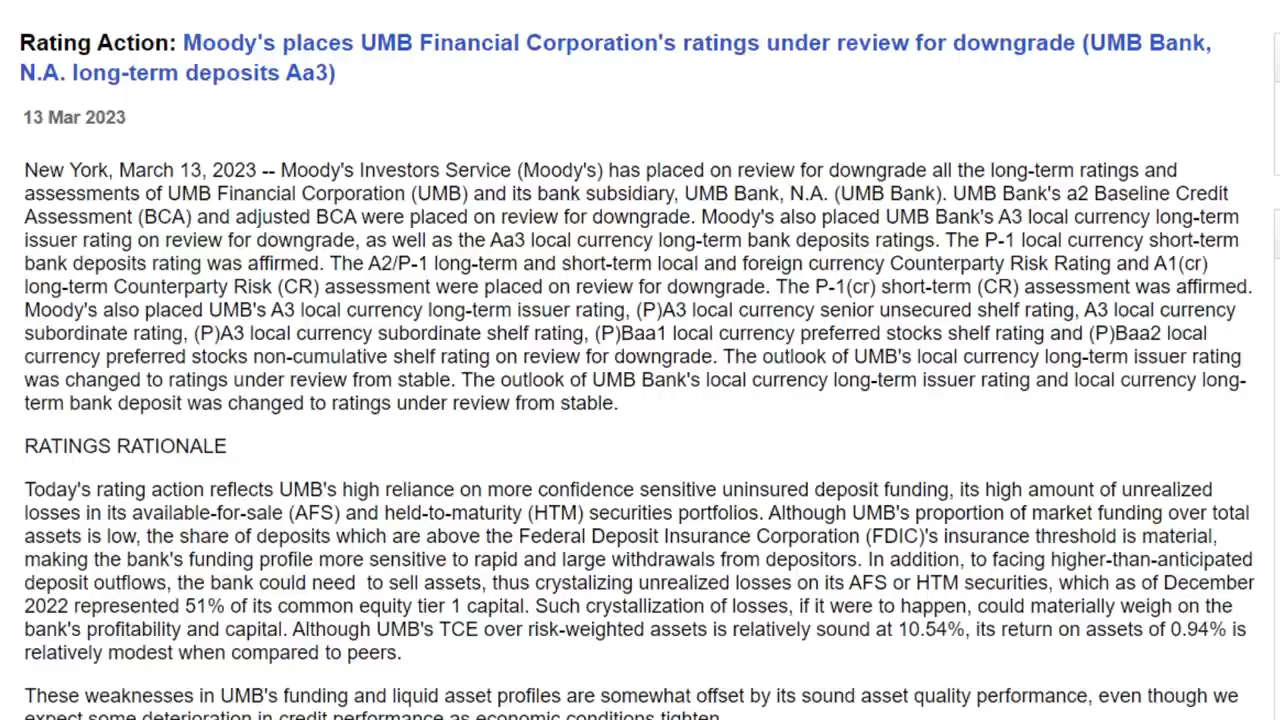 Rating Action: Moody's places UMB Financial Corporation's ratings under review for downgrade (UMB Bank,
N.A. long-term deposits Aa3)
13 Mar 2023
New York, March 13, 2023 -- Moody's Investors Service (Moody's) has placed on review for downgrade all the long-term ratings and
assessments of UMB Financial Corporation (UMB) and its bank subsidiary, UMB Bank, N.A. (UMB Bank). UMB Bank's a2 Baseline Credit
Assessment (BCA) and adjusted BCA were placed on review for downgrade. Moody's also placed UMB Bank's A3 local currency long-term
issuer rating on review for downgrade, as well as the Aa3 local currency long-term bank deposits ratings. The P-1 local currency short-term
bank deposits rating was affirmed. The A2/P-1 long-term and short-term local and foreign currency Counterparty Risk Rating and A1(cr)
long-term Counterparty Risk (CR) assessment were placed on review for downgrade. The P-1(cr) short-term (CR) assessment was affirmed.
Moody's also placed UMB's A3 local currency long-term issuer rating, (P)A3 local currency senior unsecured shelf rating, A3 local currency
subordinate rating, (P)A3 local currency subordinate shelf rating, (P)Baa1 local currency preferred stocks shelf rating and (P)Baa2 local
currency preferred stocks non-cumulative shelf rating on review for downgrade. The outlook of UMB's local currency long-term issuer rating
was changed to ratings under review from stable. The outlook of UMB Bank's local currency long-term issuer rating and local currency long-
term bank deposit was changed to ratings under review from stable.
RATINGS RATIONALE
Today's rating action reflects UMB's high reliance on more confidence sensitive uninsured deposit funding, its high amount of unrealized
losses in its available-for-sale (AFS) and held-to-maturity (HTM) securities portfolios. Although UMB's proportion of market funding over total
assets is low, the share of deposits which are above the Federal Deposit Insurance Corporation (FDIC)'s insurance threshold is material,
making the bank's funding profile more sensitive to rapid and large withdrawals from depositors. In addition, to facing higher-than-anticipated
deposit outflows, the bank could need to sell assets, thus crystalizing unrealized losses on its AFS or HTM securities, which as of December
2022 represented 51% of its common equity tier 1 capital. Such crystallization of losses, if it were to happen, could materially weigh on the
bank's profitability and capital. Although UMB's TCE over risk-weighted assets is relatively sound at 10.54%, its return on assets of 0.94% is
relatively modest when compared to peers.
These weaknesses in UMB's funding and liquid asset profiles are somewhat offset by its sound asset quality performance, even though we
expect some deterioration in credit performance as economic conditions tighten.